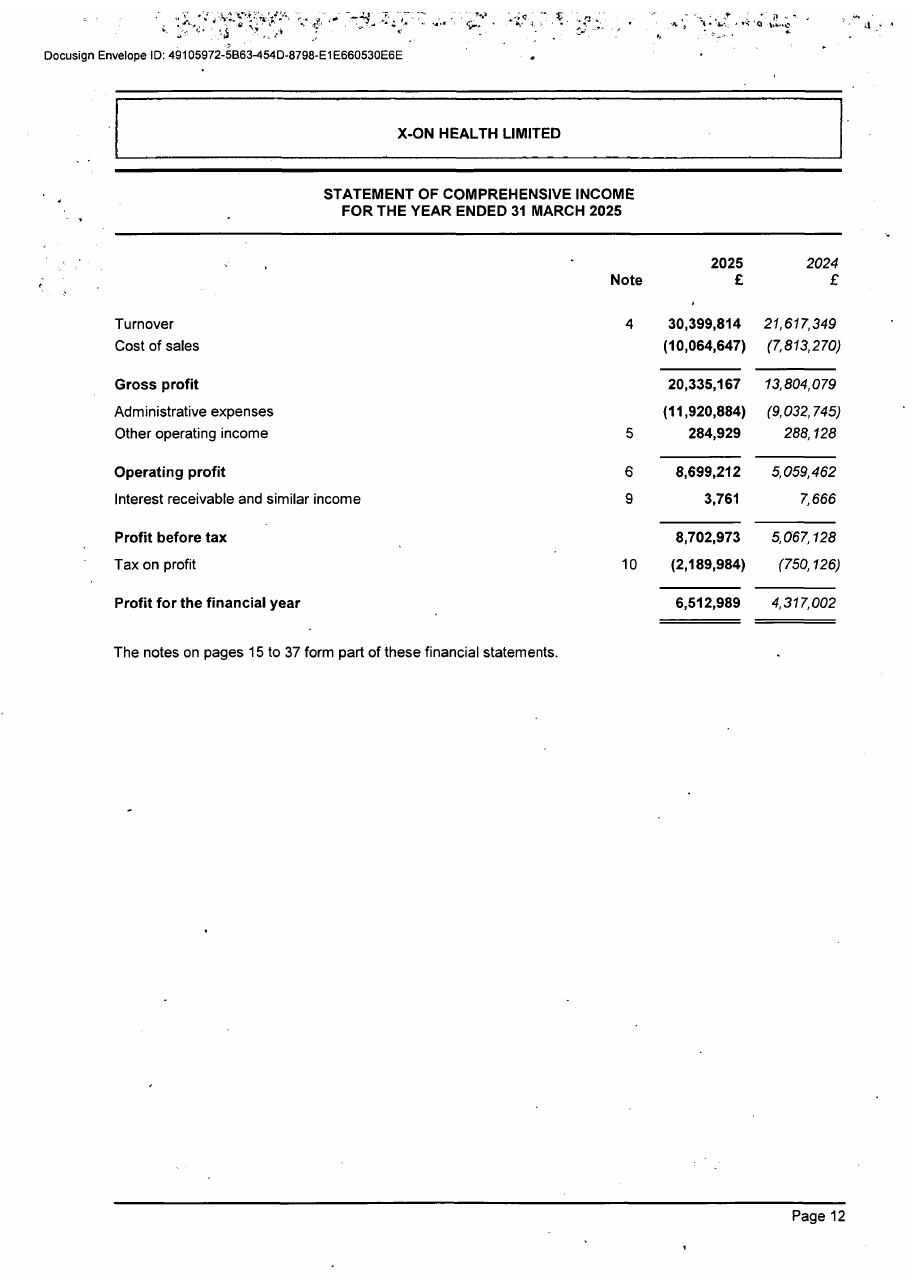 Docusign Envelope ID: 49105972-5B63-454D-8798-E1E660530E6E
X-ON HEALTH LIMITED
STATEMENT OF COMPREHENSIVE INCOME
FOR THE YEAR ENDED 31 MARCH 2025
2025 2024
Note £ £
Turnover 4 30,399,814 21,617,349
Cost of sales (10,064,647) (7,813,270)
Gross profit 20,335,167 13,804,079
Administrative expenses (11,920,884) (9,032,745)
Other operating income 5 284,929 288,128
Operating profit 6 8,699,212 5,059,462
Interest receivable and similar income 9 3,761 7,666
Profit before tax 8,702,973 5,067,128
Tax on profit 10 (2,189,984) (750,126)
Profit for the financial year 6,512,989 4,317,002
The notes on pages 15 to 37 form part of these financial statements.
Page 12